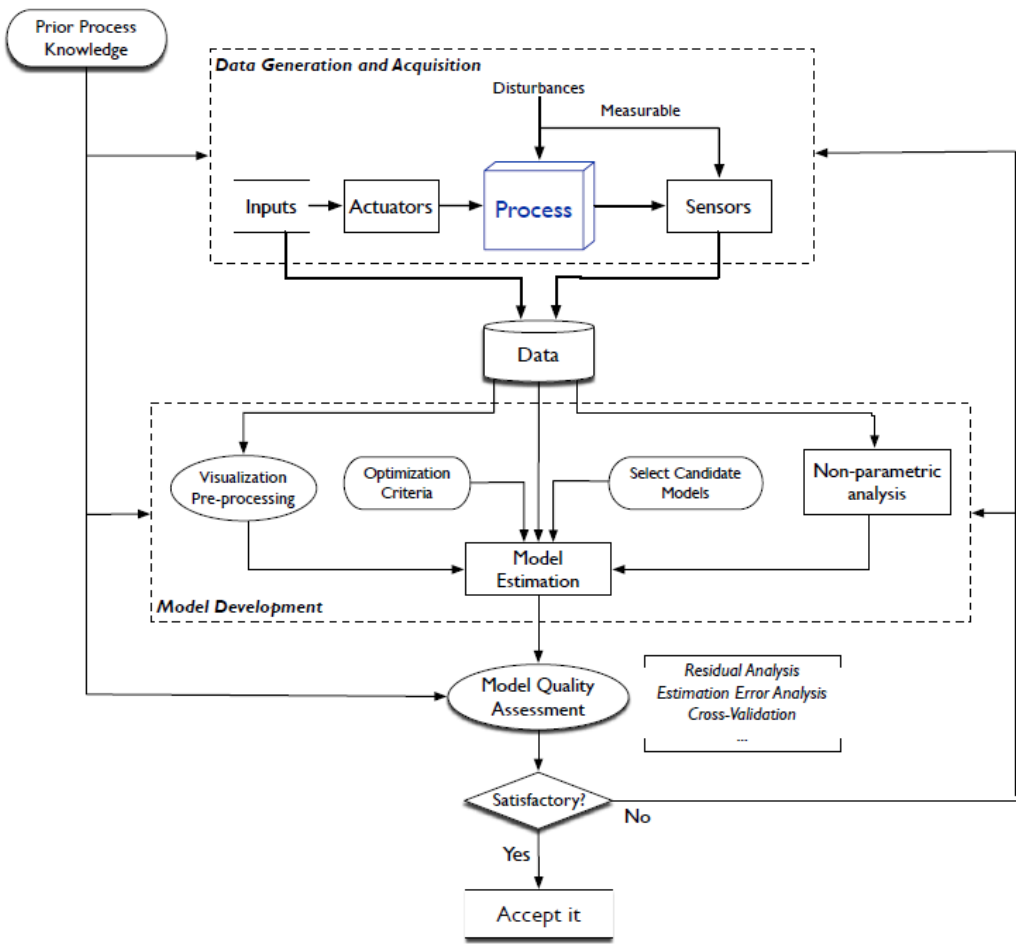 Prior Process
Knowledge
Data Generation and Acquisition
Disturbances
Measurable
Inputs
Actuators
Process
Sensors
Data
Visualization
Pre-processing
Optimization
Criteria
Select Candidate
Models
Non-parametric
analysis
Model
Estimation
Model Development
Model Quality
Assessment
Residual Analysis
Estimation Error Analysis
Cross-Validation
...
Satisfactory?
No
Yes
Accept it